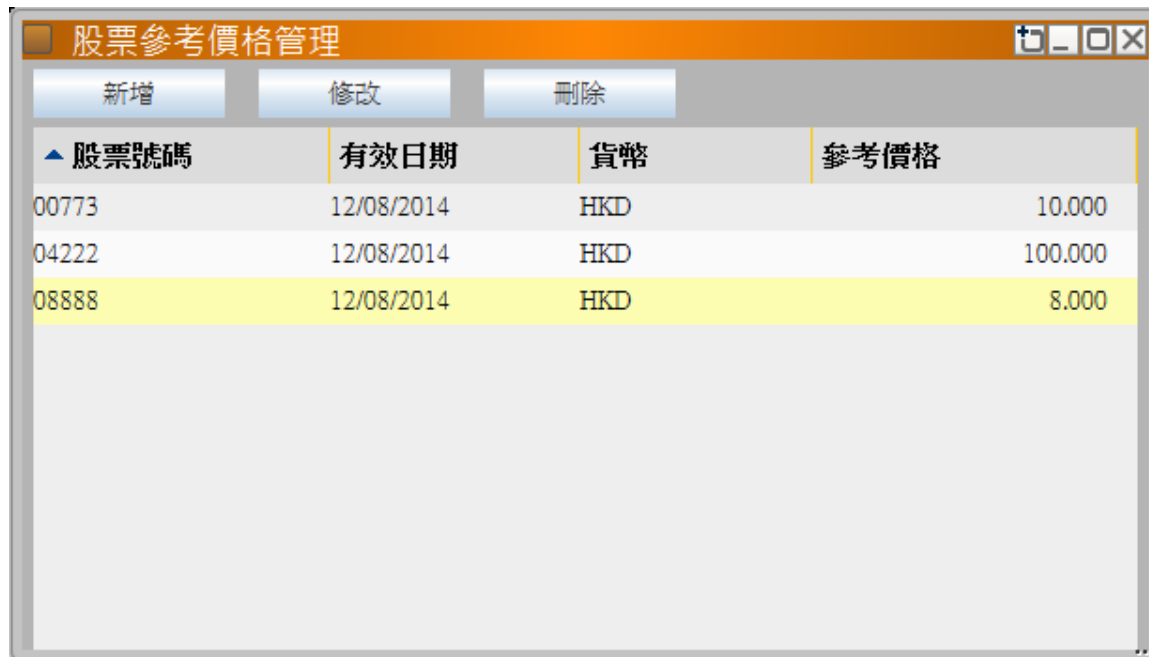 股票參考價格管理
新增 修改 刪除
股票號碼 有效日期 貨幣 參考價格
00773 12/08/2014 HKD 10.000
04222 12/08/2014 HKD 100.000
08888 12/08/2014 HKD 8.000